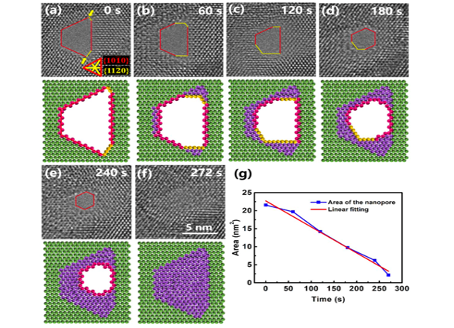 (a) 0 s
(b) 60 s
(c) 120 s
(d) 180 s
{1010}
{1120}
(e) 240 s
(f) 272 s
5 nm
(g)
Area of the nanopore
Linear fitting
Area (nm²)
25
20
15
10
5
0
0 50 100 150 200 250 300
Time (s)